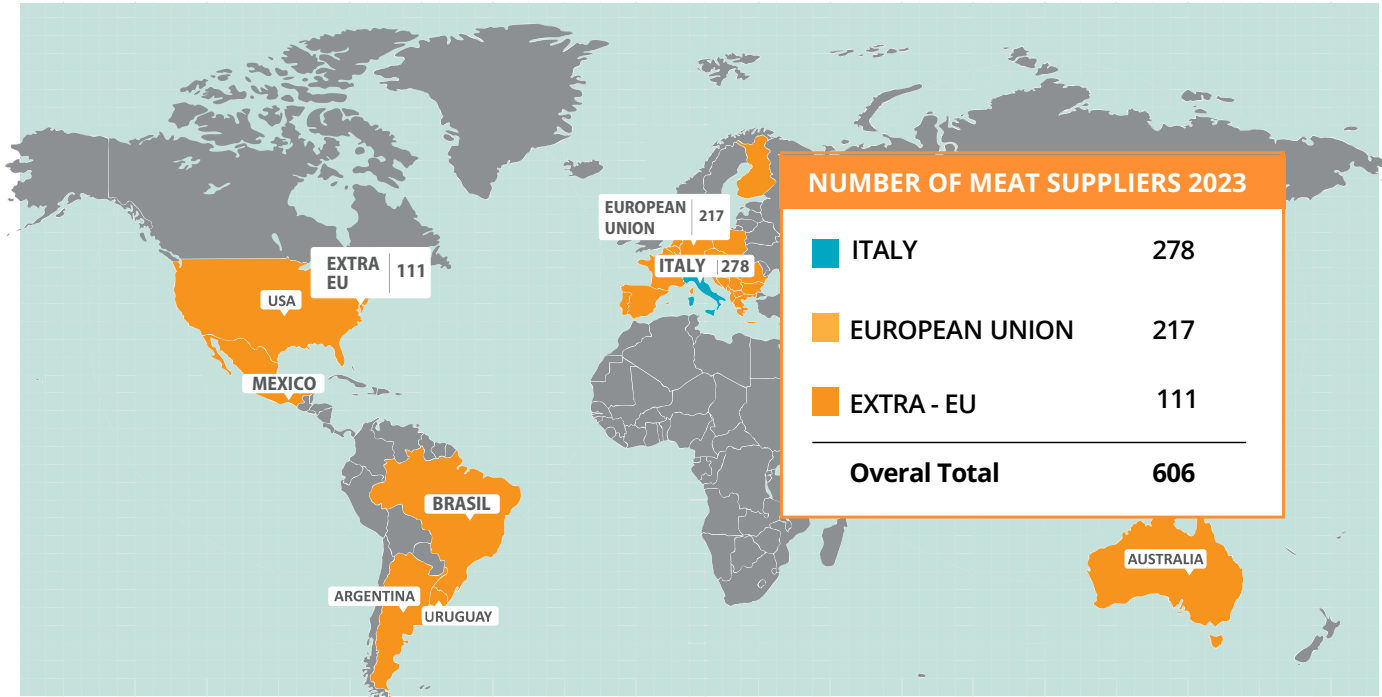 NUMBER OF MEAT SUPPLIERS 2023
ITALY 278
EUROPEAN UNION 217
EXTRA - EU 111
Overal Total 606
EUROPEAN
UNION 217
ITALY 278
EXTRA
EU 111
USA
MEXICO
BRASIL
ARGENTINA
URUGUAY
AUSTRALIA